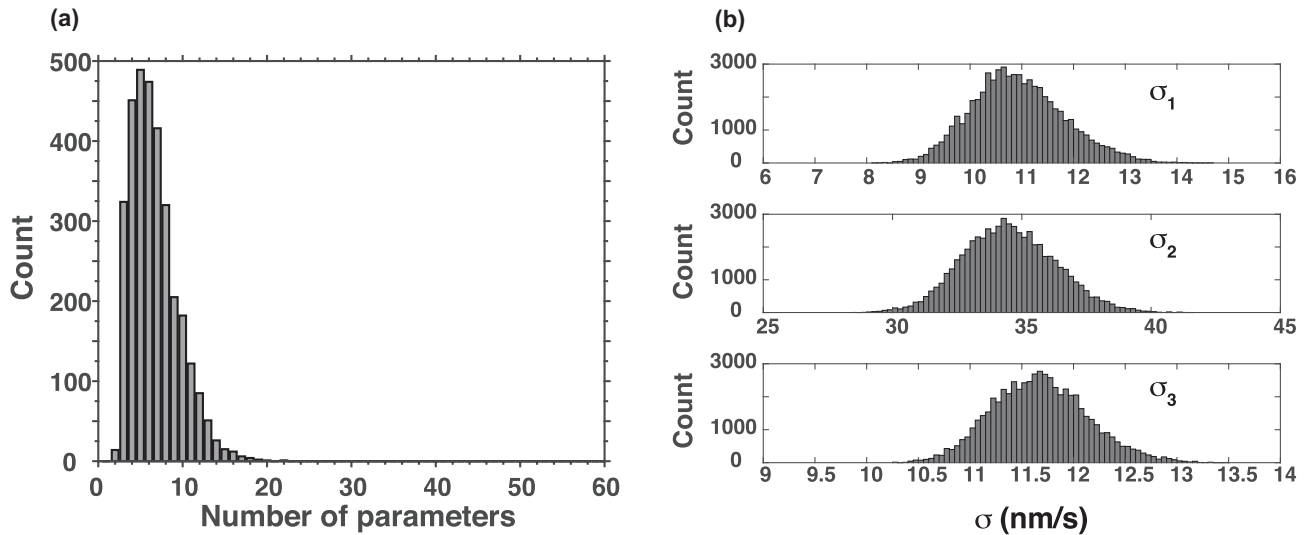 (a)
500
400
300
200
100
0
Count
0 10 20 30 40 50 60
Number of parameters
(b)
3000
1000
0
Count
σ1
6 7 8 9 10 11 12 13 14 15 16
3000
1000
0
Count
σ2
25 30 35 40 45
3000
1000
0
Count
σ3
9 9.5 10 10.5 11 11.5 12 12.5 13 13.5 14
σ (nm/s)